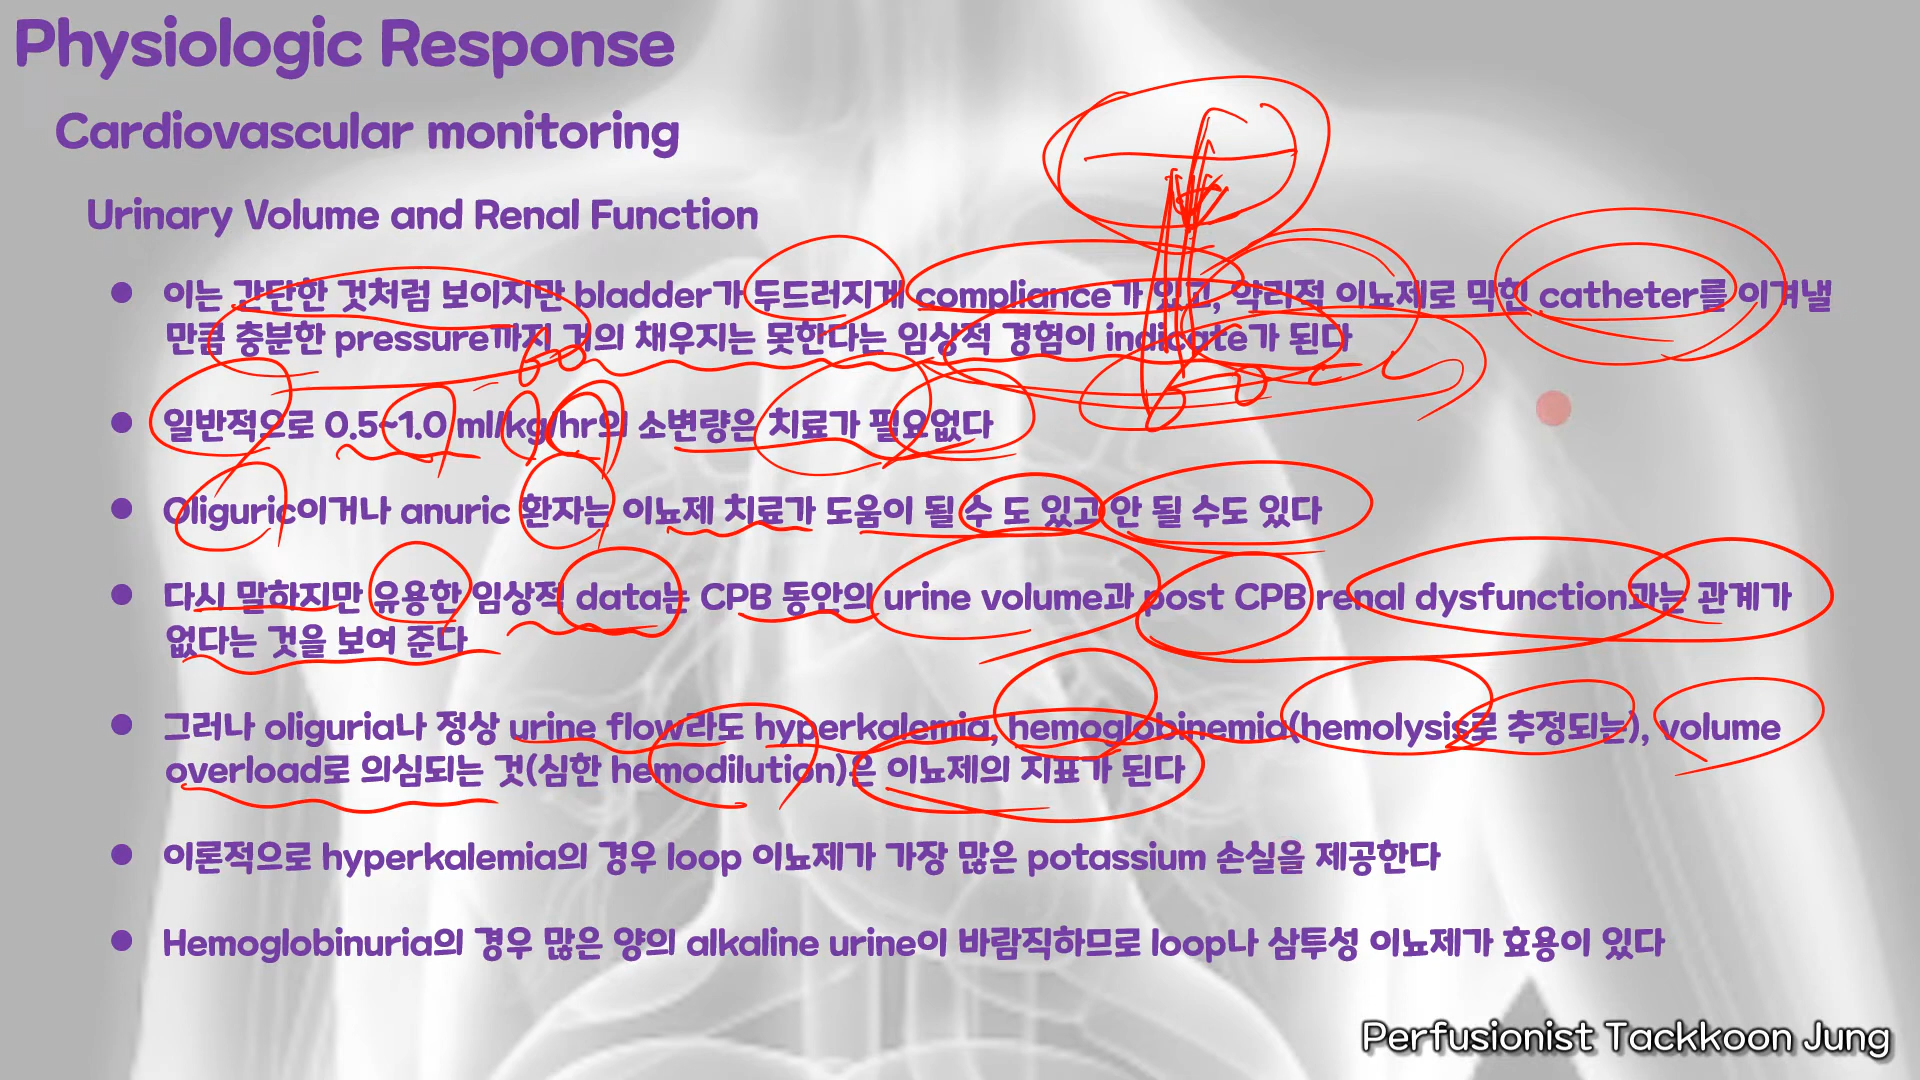 Physiologic Response
Cardiovascular monitoring
Urinary Volume and Renal Function
● 이는 간단한 것처럼 보이지만 bladder가 두드러지게 compliance가 있고, 약리적 이뇨제로 막힌 catheter를 이겨낼
만큼 충분한 pressure까지 거의 채우지는 못한다는 임상적 경험이 indicate가 된다
● 일반적으로 0.5~1.0 ml/kg/hr의 소변량은 치료가 필요없다
● Oliguric이거나 anuric 환자는 이뇨제 치료가 도움이 될 수 도 있고 안 될 수도 있다
● 다시 말하지만 유용한 임상적 data는 CPB 동안의 urine volume과 post CPB renal dysfunction과는 관계가
없다는 것을 보여 준다
● 그러나 oliguria나 정상 urine flow라도 hyperkalemia, hemoglobinemia(hemolysis로 추정되는), volume
overload로 의심되는 것(심한 hemodilution)은 이뇨제의 지표가 된다
● 이론적으로 hyperkalemia의 경우 loop 이뇨제가 가장 많은 potassium 손실을 제공한다
● Hemoglobinuria의 경우 많은 양의 alkaline urine이 바람직하므로 loop나 삼투성 이뇨제가 효용이 있다
Perfusionist Tackkoon Jung